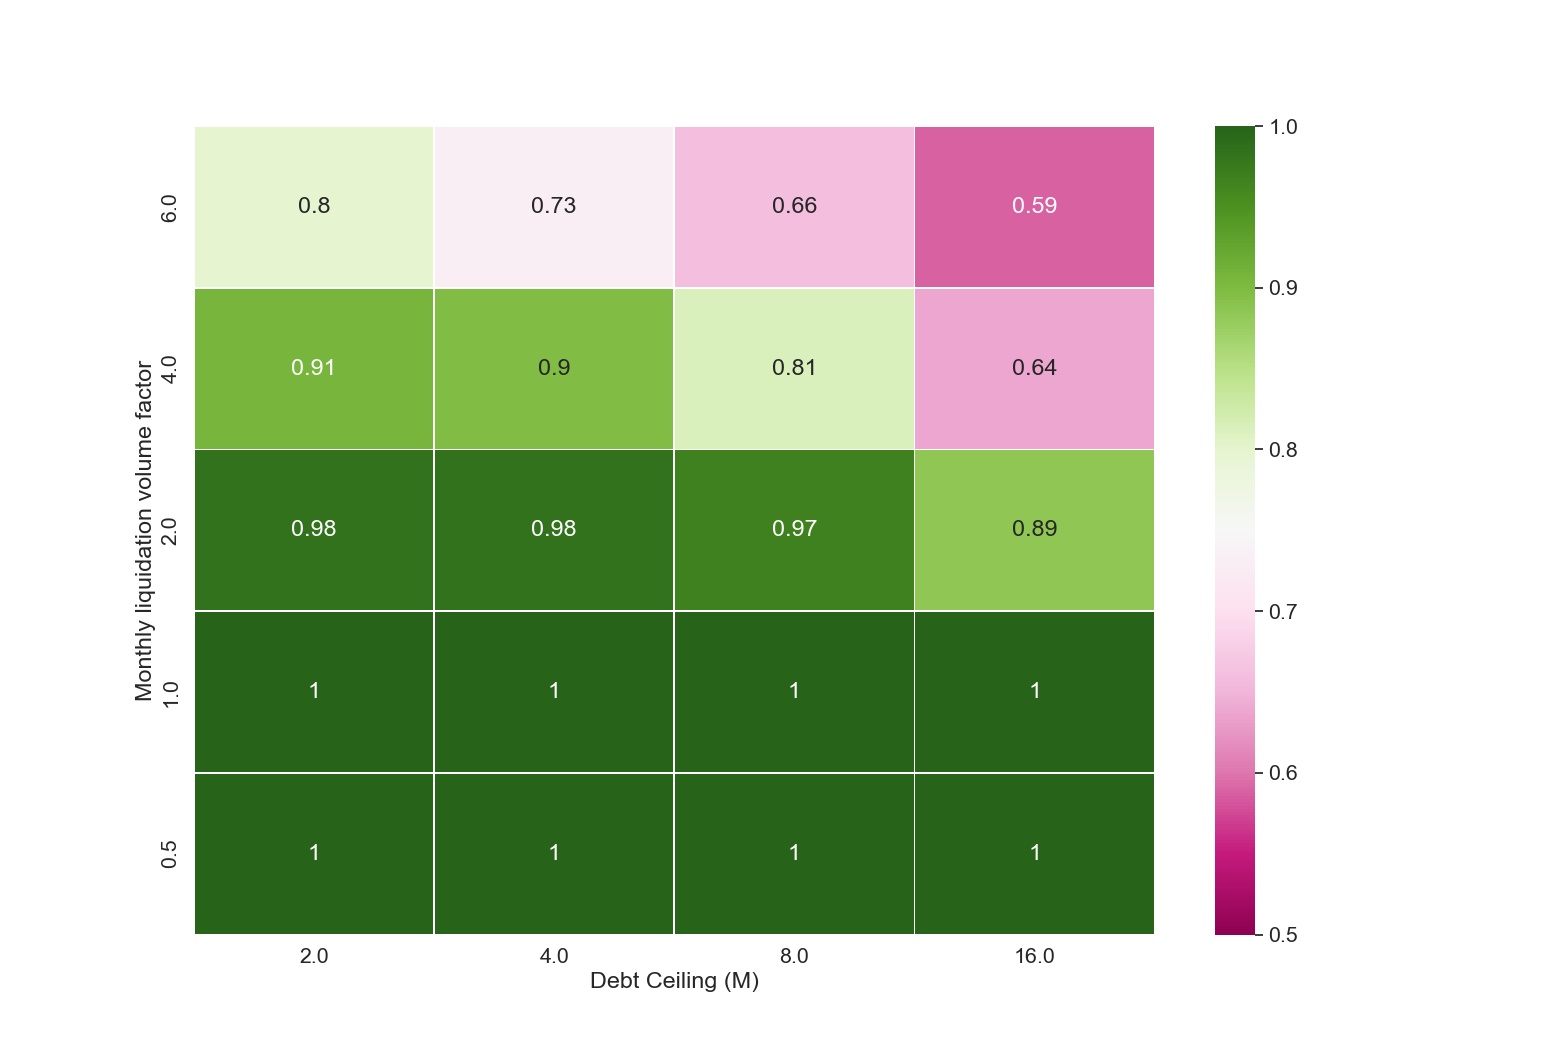 6.0 0.8 0.73 0.66 0.59
4.0 0.91 0.9 0.81 0.64
2.0 0.98 0.98 0.97 0.89
1.0 1 1 1 1
0.5 1 1 1 1
Monthly liquidation volume factor
2.0 4.0 8.0 16.0
Debt Ceiling (M)
1.0
0.9
0.8
0.7
0.6
0.5